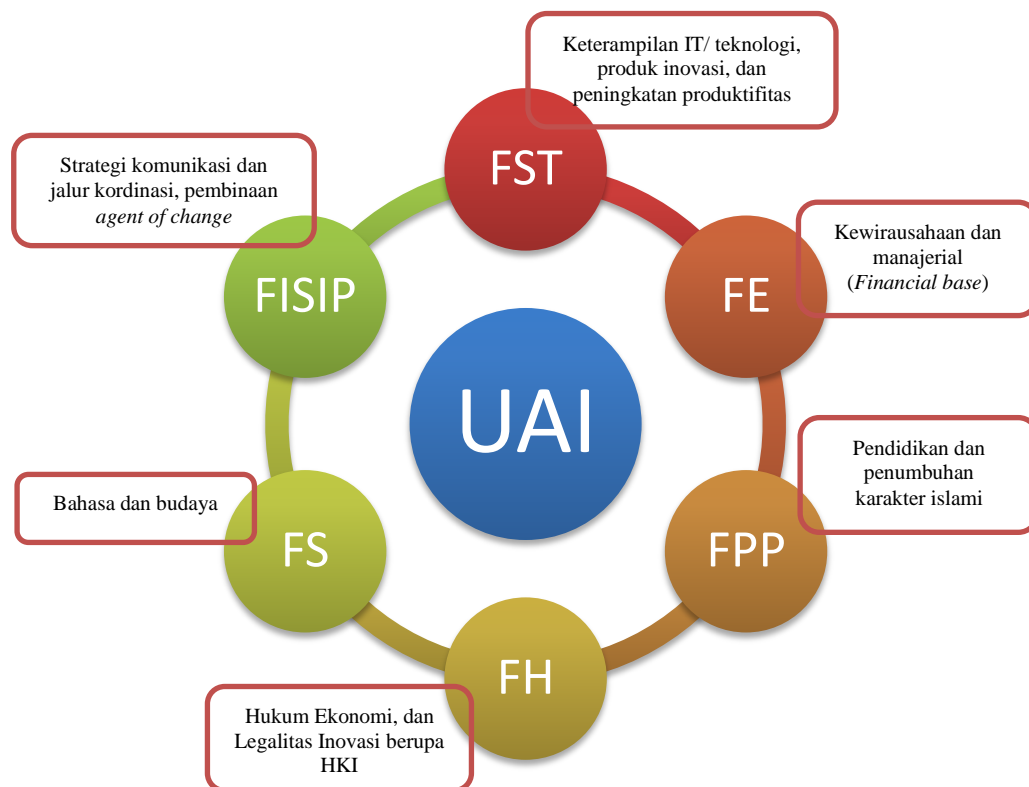 Keterampilan IT/ teknologi,
produk inovasi, dan
peningkatan produktifitas
FST
Strategi komunikasi dan
jalur kordinasi, pembinaan
agent of change
FISIP
Kewirausahaan dan
manajerial
(Financial base)
FE
UAI
Pendidikan dan
penumbuhan
karakter islami
FPP
Bahasa dan budaya
FS
FH
Hukum Ekonomi, dan
Legalitas Inovasi berupa
HKI